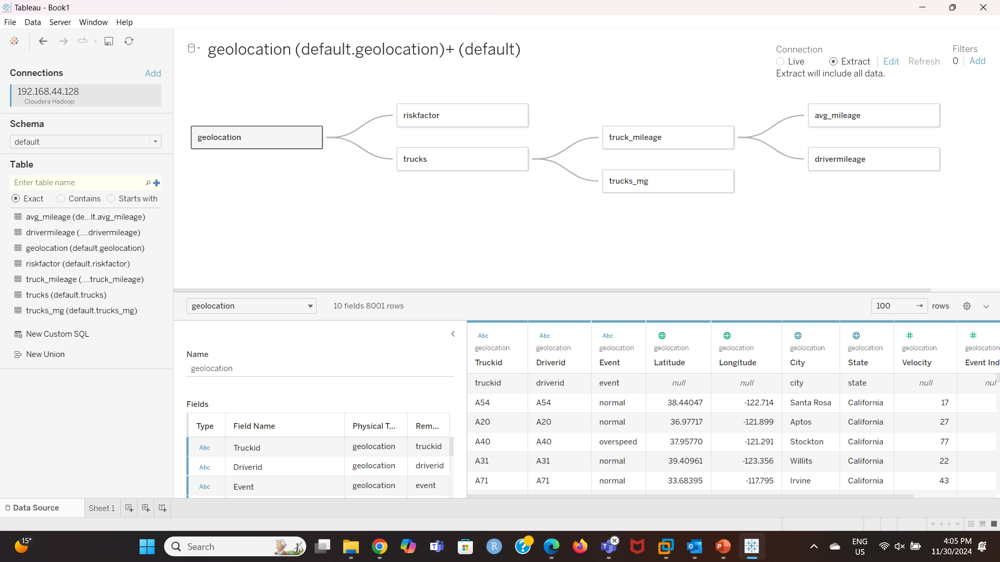 Tableau - Book1
File Data Server Window Help
Connections Add
192.168.44.128
Cloudera Hadoop
Schema
default
Table
Enter table name
Exact Contains Starts with
avg_mileage (de...lt.avg_mileage)
drivermileage (....drivermileage)
geolocation (default.geolocation)
riskfactor (default.riskfactor)
truck_mileage (....truck_mileage)
trucks (default.trucks)
trucks_mg (default.trucks_mg)
New Custom SQL
New Union
geolocation (default.geolocation)+ (default)
Connection
Live Extract Edit Refresh
Extract will include all data.
Filters
0 Add
geolocation
riskfactor
trucks
truck_mileage
trucks_mg
avg_mileage
drivermileage
geolocation 10 fields 8001 rows 100 → rows
Name
geolocation
Fields
Type Field Name Physical T... Rem...
Abc Truckid geolocation truckid
Abc Driverid geolocation driverid
Abc Event geolocation event
Abc Abc Abc # #
geolocation geolocation geolocation geolocation geolocation geolocation geolocation geolocation geolocation
Truckid Driverid Event Latitude Longitude City State Velocity Event Ind
truckid driverid event null null city state null nul
A54 A54 normal 38.44047 -122.714 Santa Rosa California 17
A20 A20 normal 36.97717 -121.899 Aptos California 27
A40 A40 overspeed 37.95770 -121.291 Stockton California 77
A31 A31 normal 39.40961 -123.356 Willits California 22
A71 A71 normal 33.68395 -117.795 Irvine California 43
Data Source Sheet 1
15°
Search
ENG
US
4:05 PM
11/30/2024